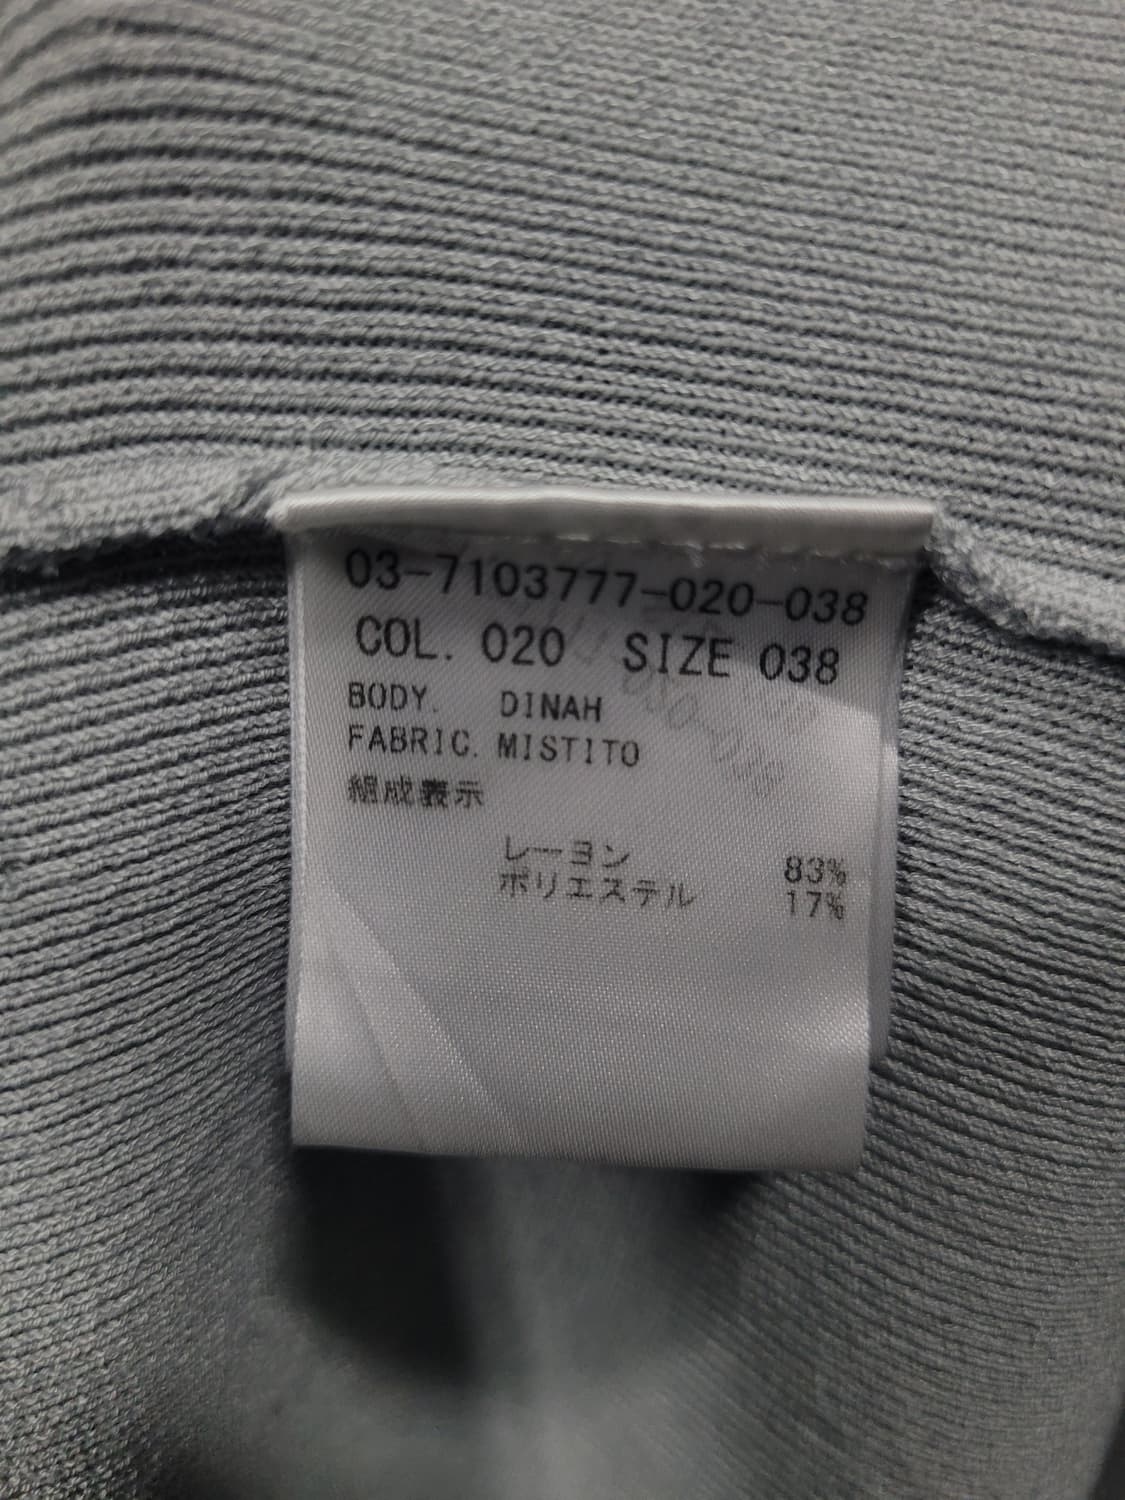 03-7103777-020-038
COL. 020 SIZE 038
BODY. DINAH
FABRIC. MISTITO
組成表示
レーヨン 83%
ポリエステル 17%